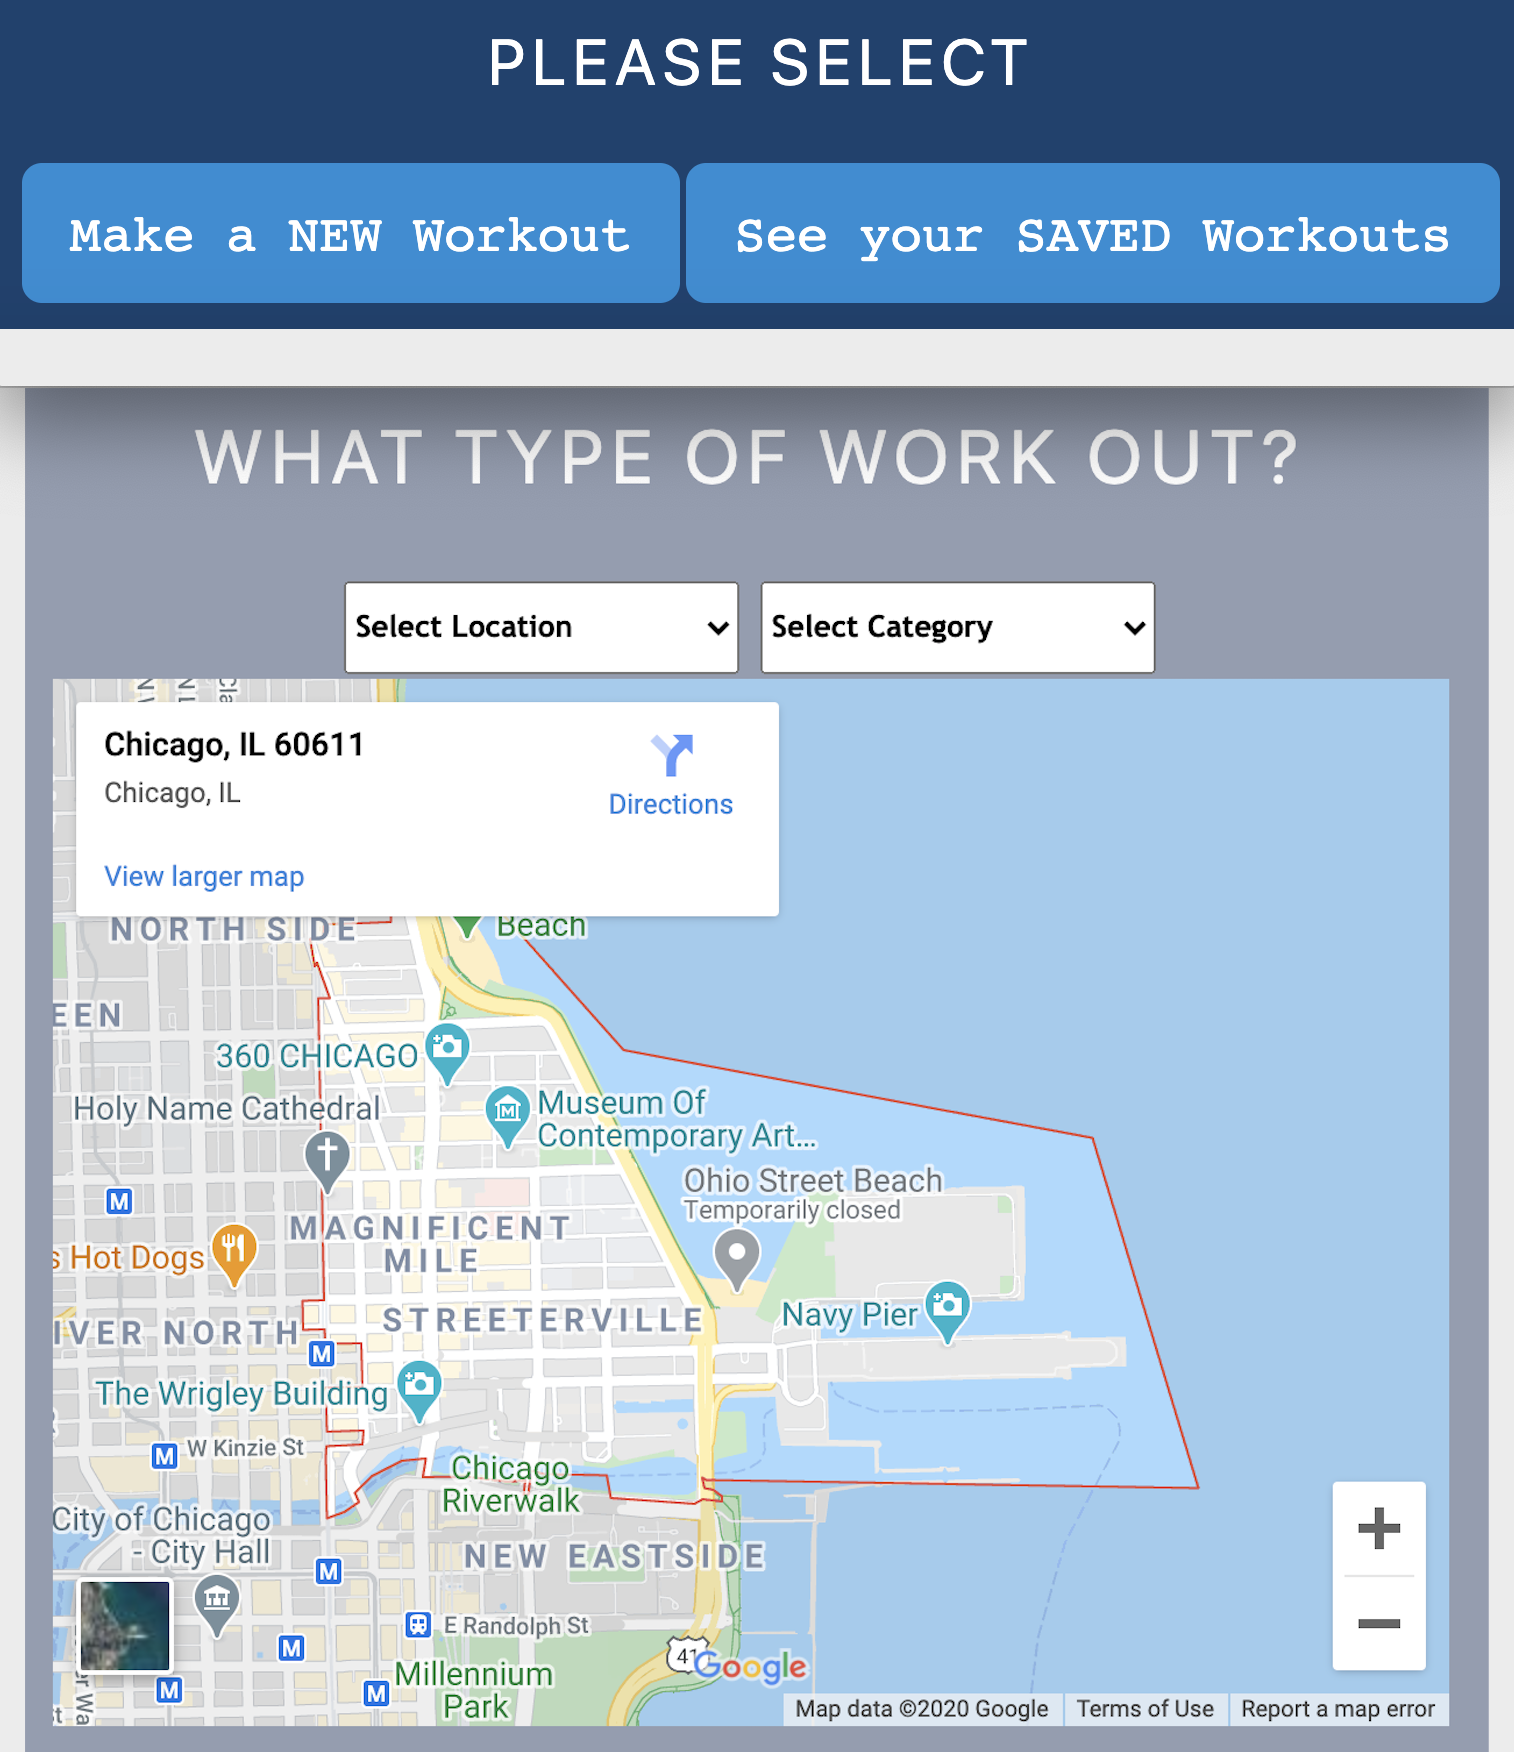 PLEASE SELECT
Make a NEW Workout
See your SAVED Workouts
WHAT TYPE OF WORK OUT?
Select Location
Select Category
Chicago, IL 60611
Chicago, IL
Directions
View larger map
NORTH SIDE
Beach
EEN
360 CHICAGO
Holy Name Cathedral
Museum Of
Contemporary Art...
Ohio Street Beach
Temporarily closed
M
MAGNIFICENT
MILE
s Hot Dogs
STREETERVILLE
Navy Pier
IVER NORTH
M
The Wrigley Building
M
W Kinzie St
Chicago
Riverwalk
City of Chicago
- City Hall
NEW EASTSIDE
M
E Randolph St
M
41
Google
Millennium
Park
M
M
Map data ©2020 Google
Terms of Use
Report a map error